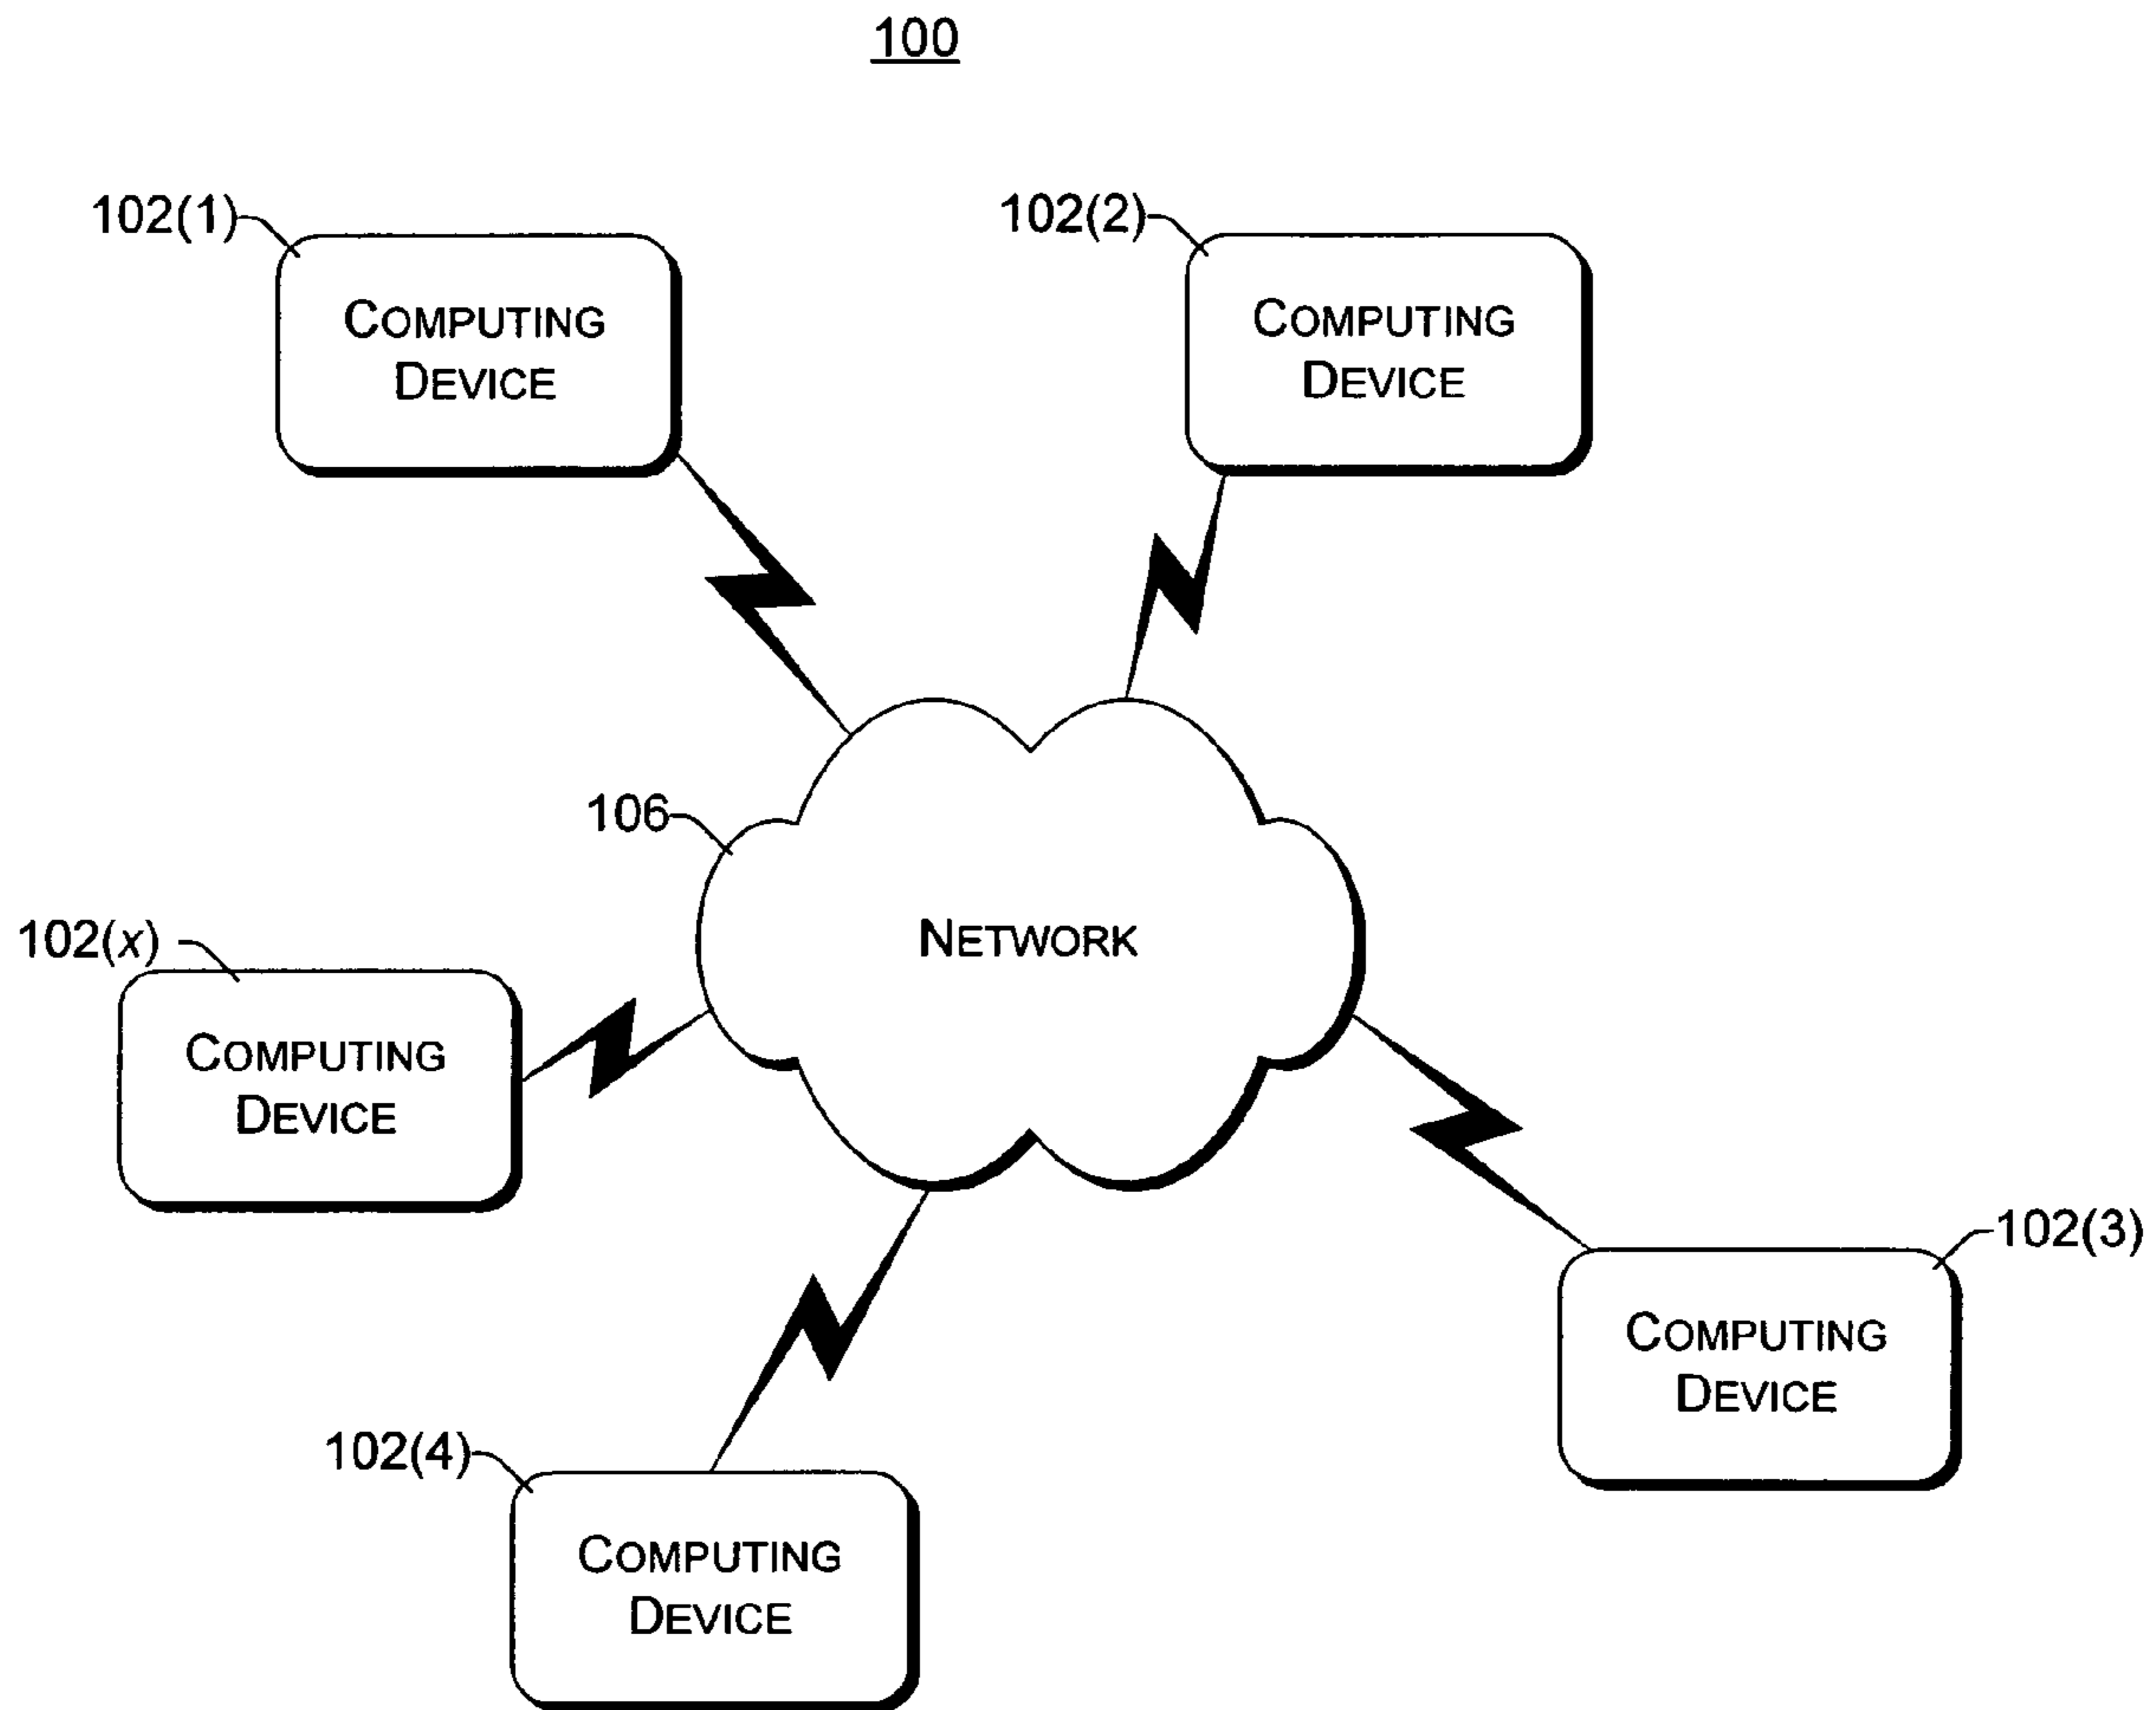 100
102(1)
COMPUTING
DEVICE
102(2)
COMPUTING
DEVICE
106
NETWORK
102(x)
COMPUTING
DEVICE
102(3)
COMPUTING
DEVICE
102(4)
COMPUTING
DEVICE